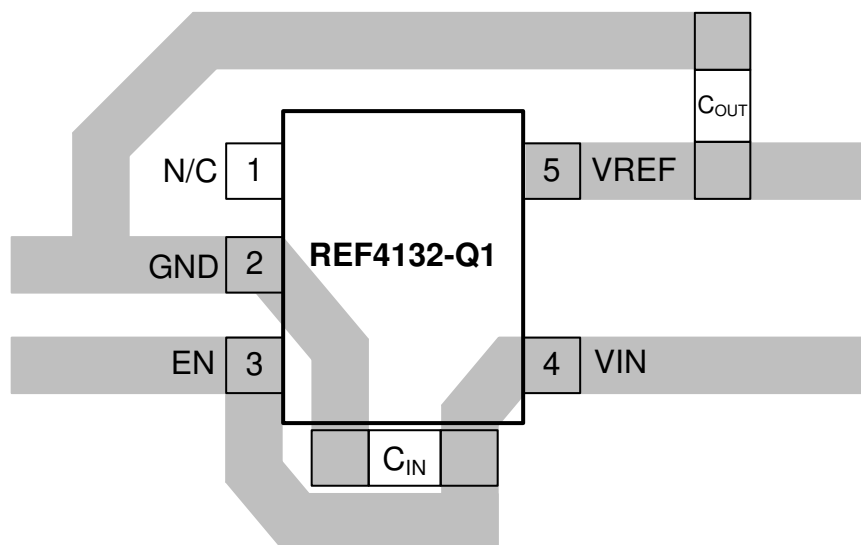 COUT
N/C 1
5 VREF
GND 2
REF4132-Q1
EN 3
4 VIN
CIN